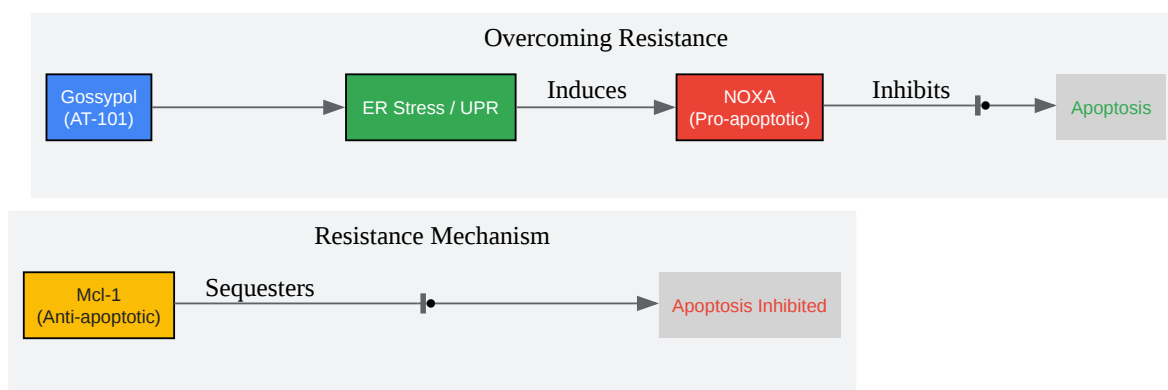 Overcoming Resistance
Gossypol
(AT-101)
ER Stress / UPR
Induces
NOXA
(Pro-apoptotic)
Inhibits
Apoptosis
Resistance Mechanism
Mcl-1
(Anti-apoptotic)
Sequesters
Apoptosis Inhibited